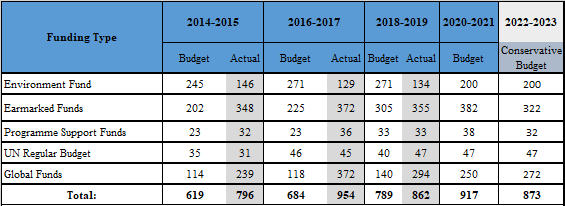 Funding Type 2014-2015 2016-2017 2018-2019 2020-2021 2022-2023
Budget Actual Budget Actual Budget Actual Budget Conservative Budget
Environment Fund 245 146 271 129 271 134 200 200
Earmarked Funds 202 348 225 372 305 355 382 322
Programme Support Funds 23 32 23 36 33 33 38 32
UN Regular Budget 35 31 46 45 40 47 47 47
Global Funds 114 239 118 372 140 294 250 272
Total: 619 796 684 954 789 862 917 873